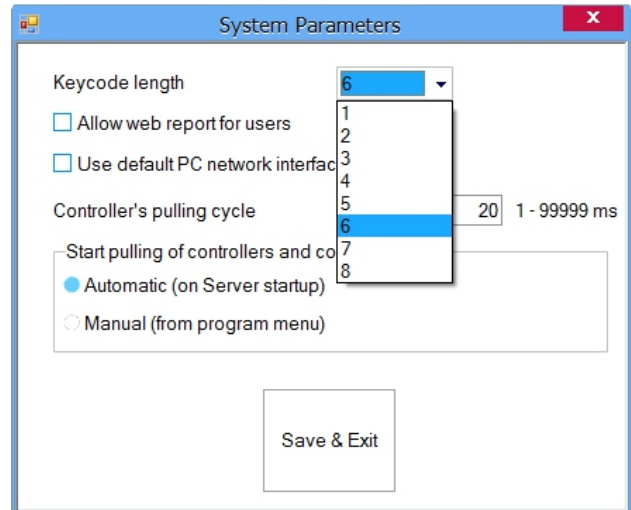 System Parameters
x
Keycode length 6
Allow web report for users
Use default PC network interfac
Controller's pulling cycle 20 1 - 99999 ms
Start pulling of controllers and co
Automatic (on Server startup)
Manual (from program menu)
1
2
3
4
5
6
7
8
Save & Exit